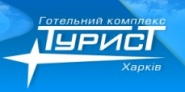 Готельний комплекс
ТУРИСТ
Харків